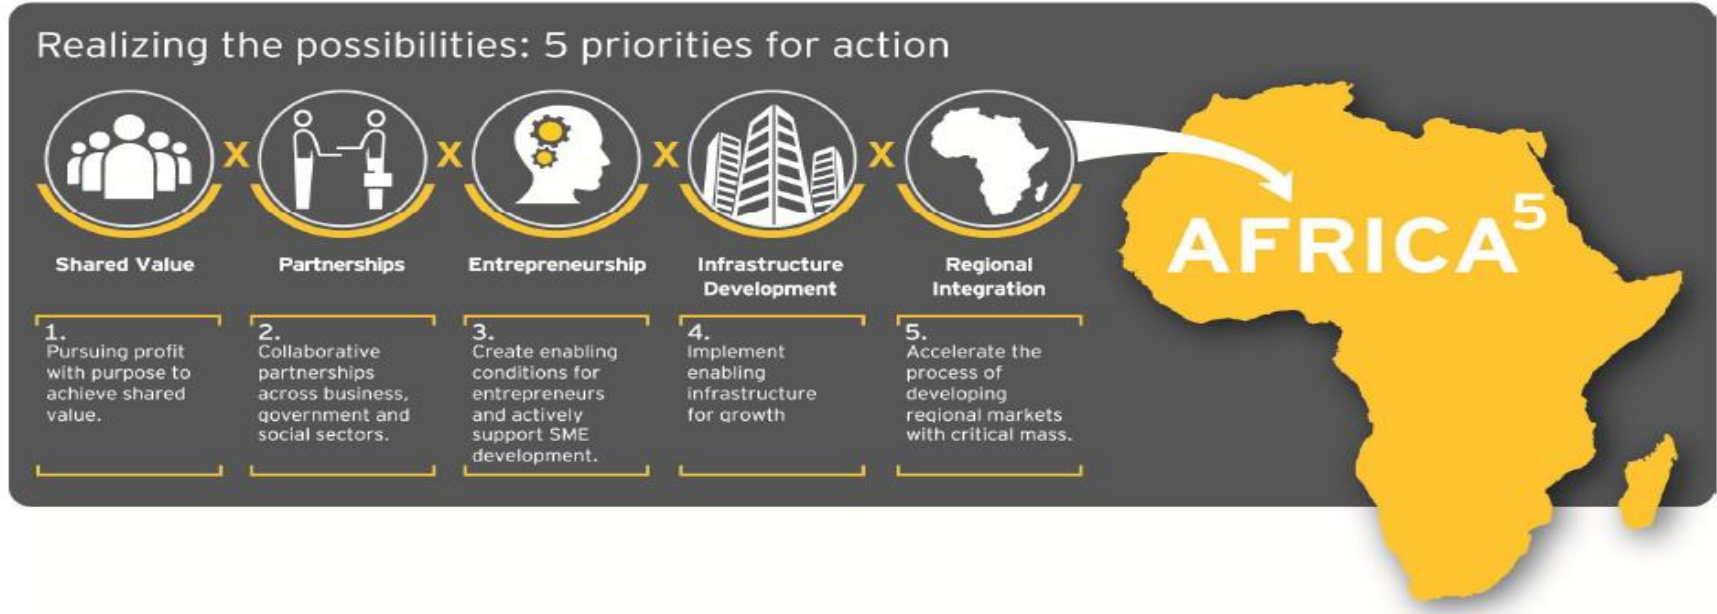 Realizing the possibilities: 5 priorities for action
X
X
X
X
AFRICA⁵
Shared Value
Partnerships
Entrepreneurship
Infrastructure
Development
Regional
Integration
1.
Pursuing profit
with purpose to
achieve shared
value.
2.
Collaborative
partnerships
across business,
government and
social sectors.
3.
Create enabling
conditions for
entrepreneurs
and actively
support SME
development.
4.
Implement
enabling
infrastructure
for growth
5.
Accelerate the
process of
developing
regional markets
with critical mass.